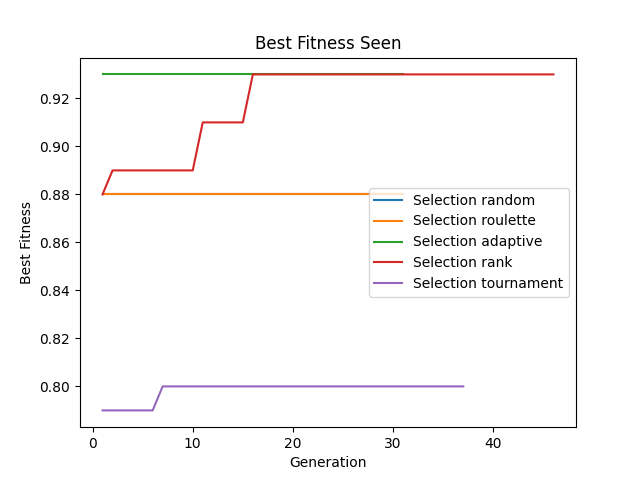 Best Fitness Seen
Best Fitness
0.92
0.90
0.88
0.86
0.84
0.82
0.80
Selection random
Selection roulette
Selection adaptive
Selection rank
Selection tournament
0
10
20
30
40
Generation